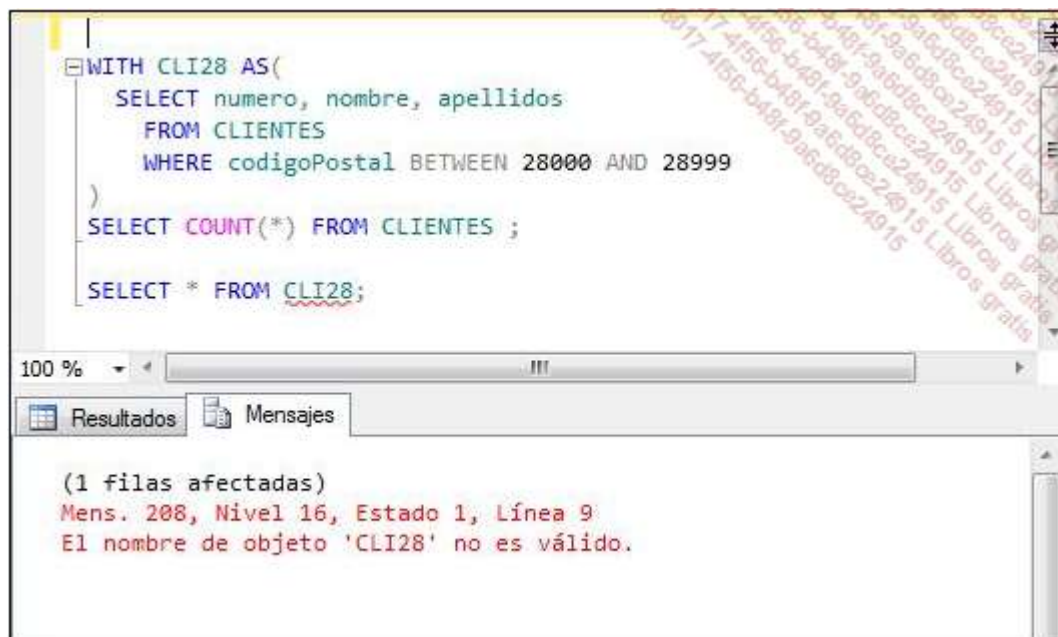 WITH CLI28 AS(
SELECT numero, nombre, apellidos
FROM CLIENTES
WHERE codigoPostal BETWEEN 28000 AND 28999
)
SELECT COUNT(*) FROM CLIENTES ;
SELECT * FROM CLI28;
100 %
Resultados Mensajes
(1 filas afectadas)
Mens. 208, Nivel 16, Estado 1, Línea 9
El nombre de objeto 'CLI28' no es válido.